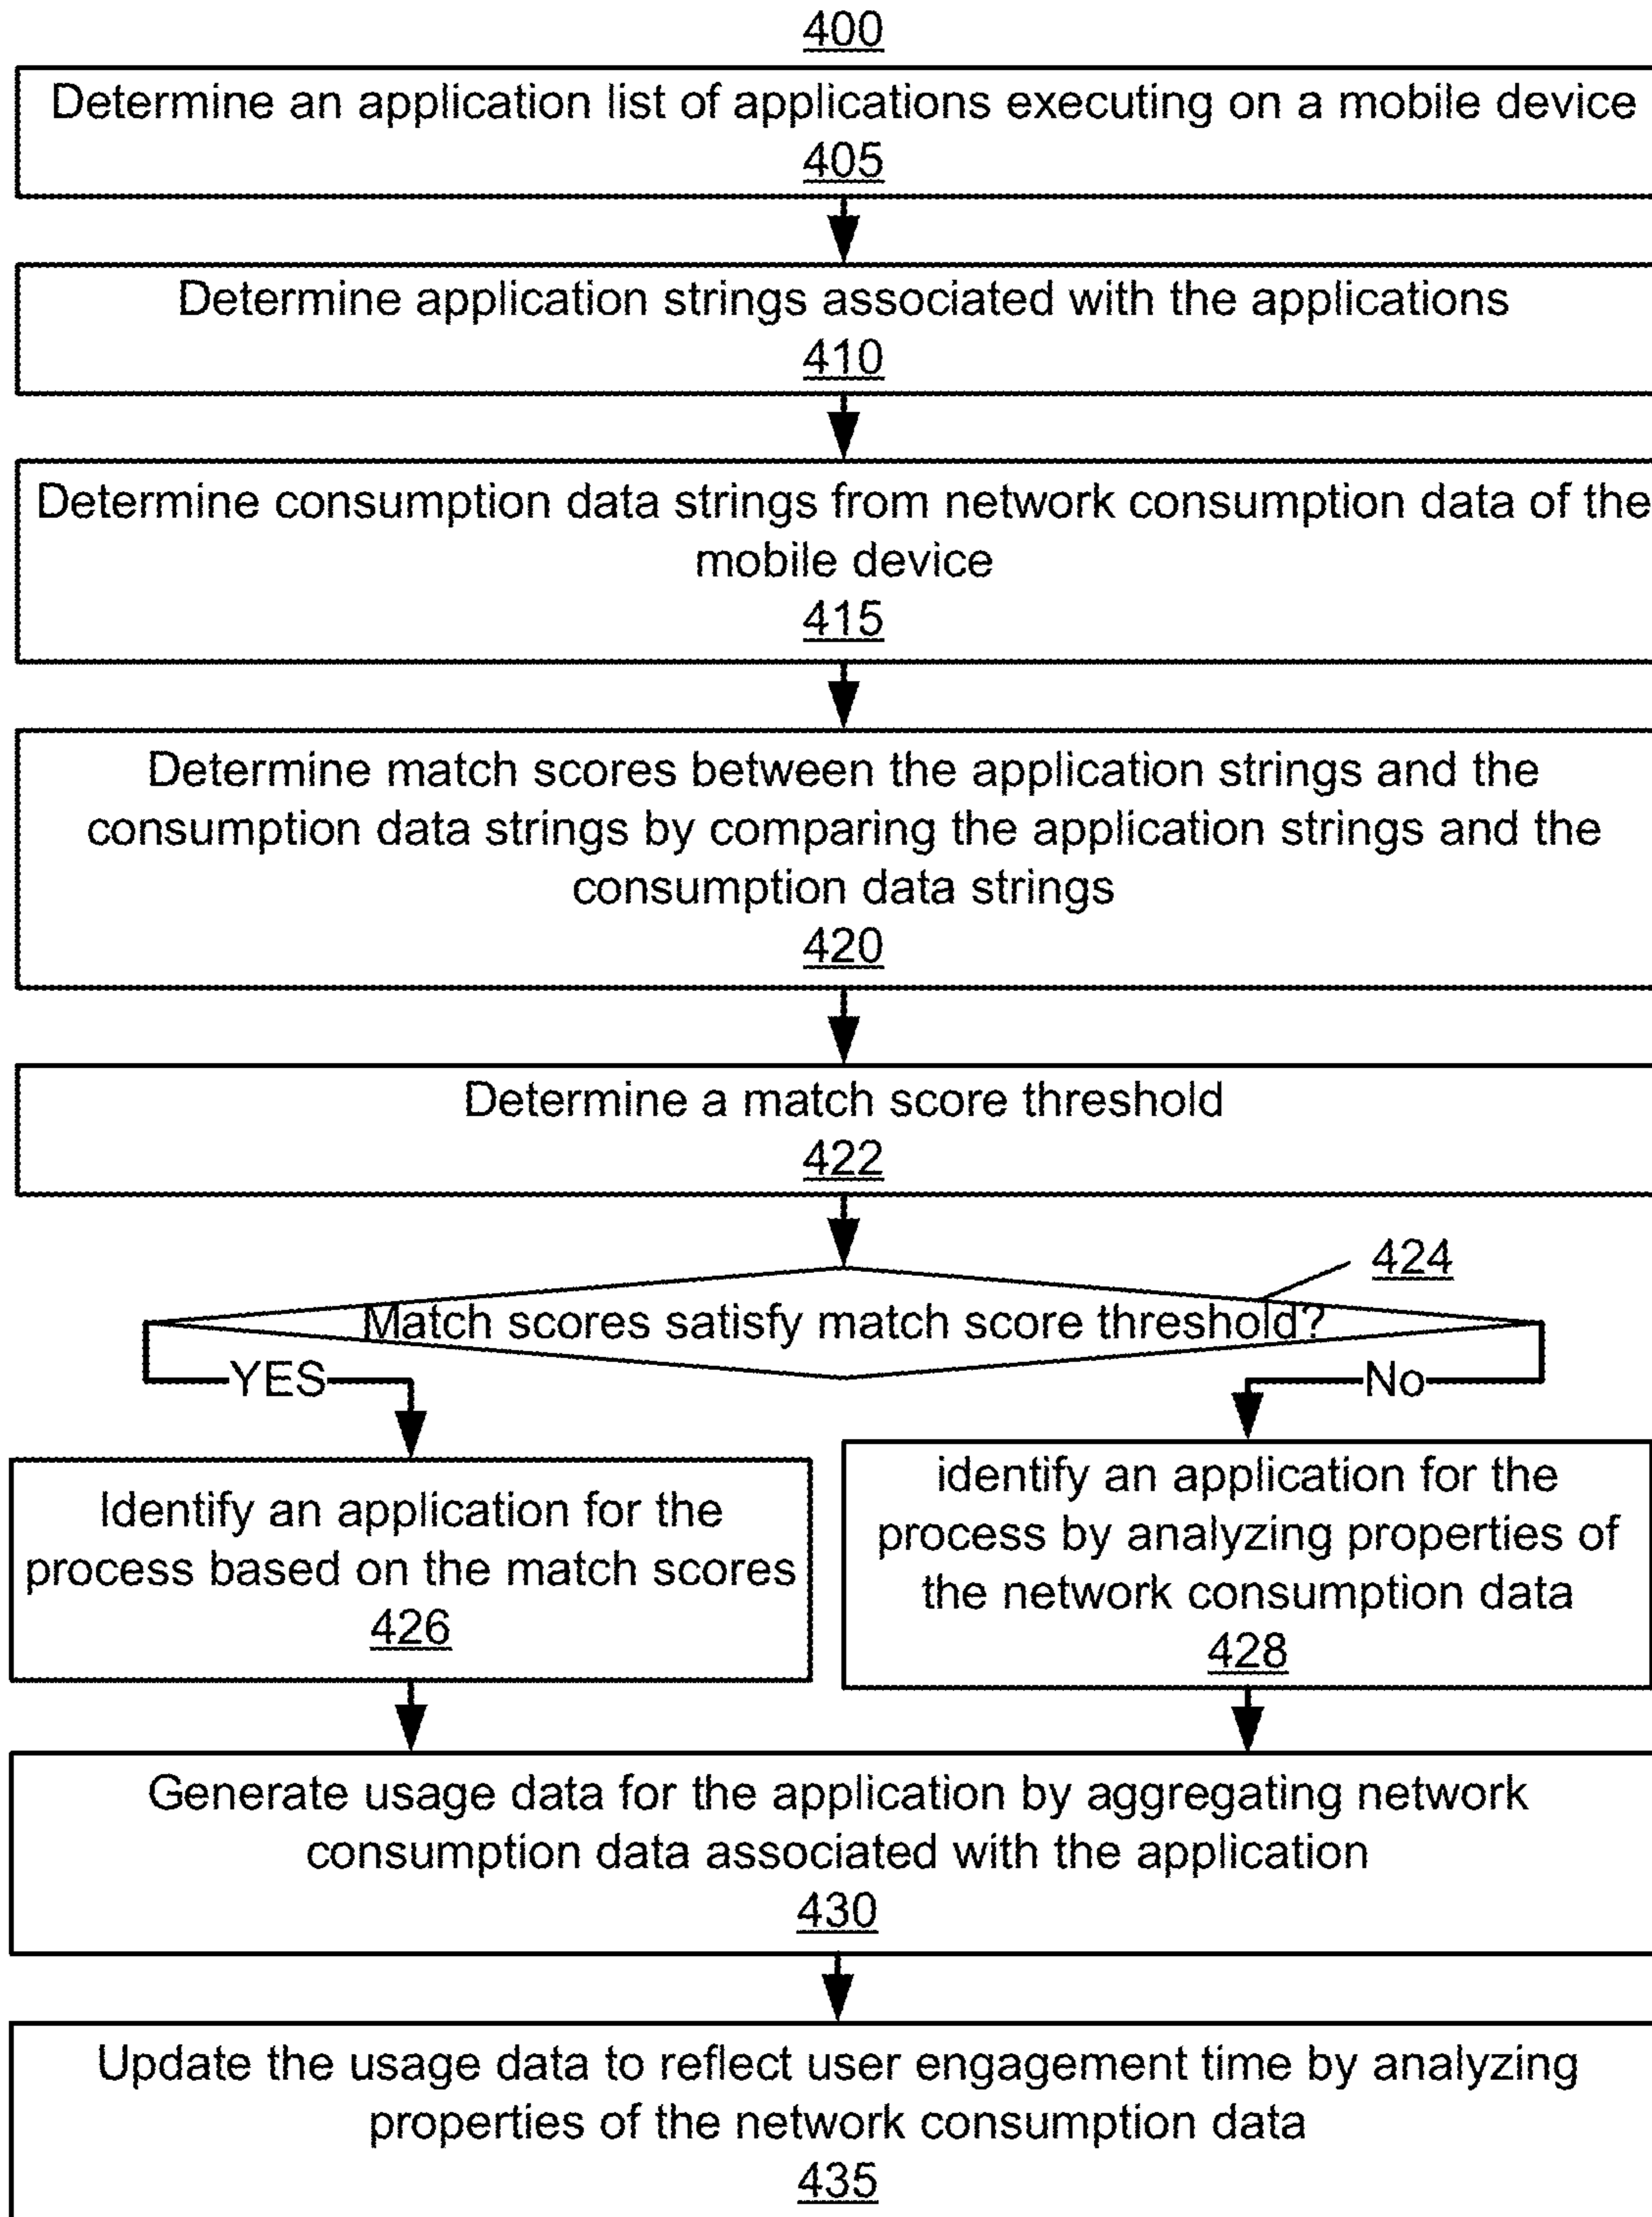 400
Determine an application list of applications executing on a mobile device
405
Determine application strings associated with the applications
410
Determine consumption data strings from network consumption data of the
mobile device
415
Determine match scores between the application strings and the
consumption data strings by comparing the application strings and the
consumption data strings
420
Determine a match score threshold
422
424
Match scores satisfy match score threshold?
YES
No
Identify an application for the
process based on the match scores
426
identify an application for the
process by analyzing properties of
the network consumption data
428
Generate usage data for the application by aggregating network
consumption data associated with the application
430
Update the usage data to reflect user engagement time by analyzing
properties of the network consumption data
435